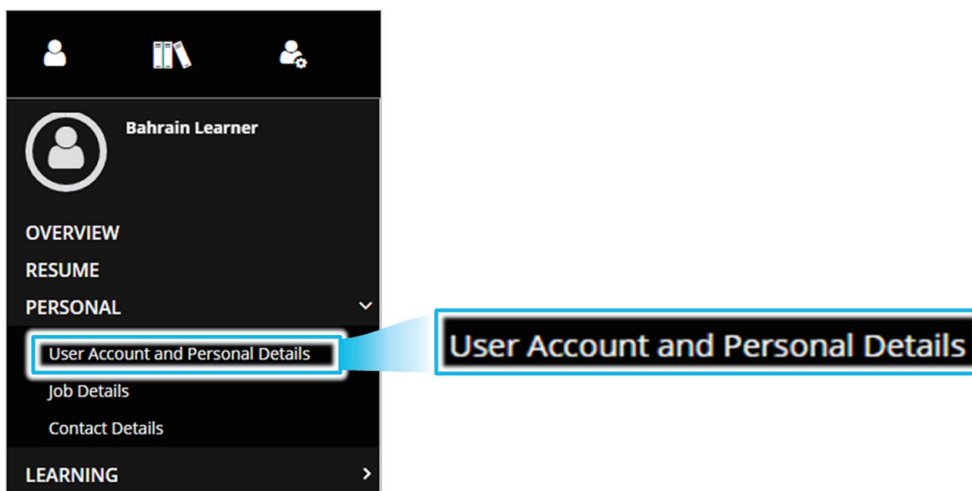 Bahrain Learner
OVERVIEW
RESUME
PERSONAL
User Account and Personal Details
User Account and Personal Details
Job Details
Contact Details
LEARNING